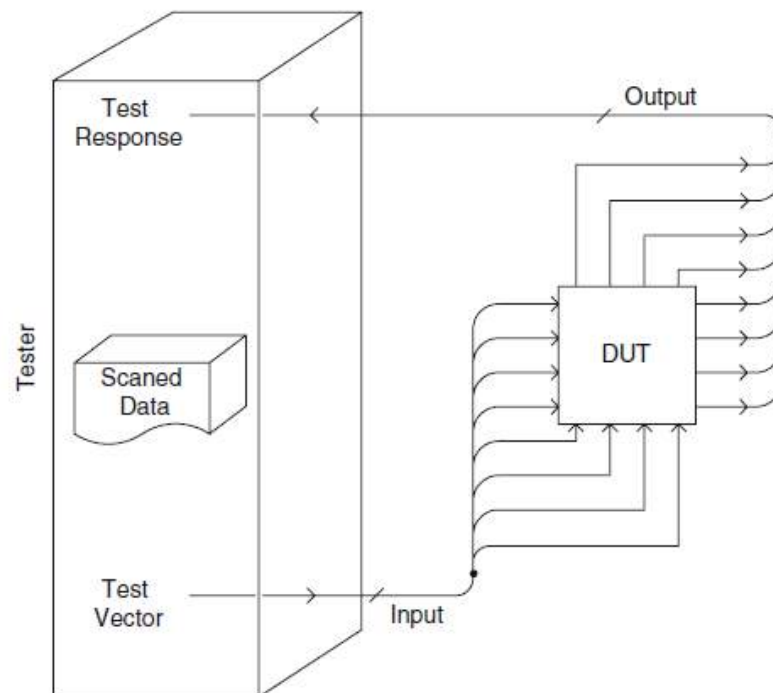 Test
Response
Output
Tester
Scaned
Data
DUT
Test
Vector
Input